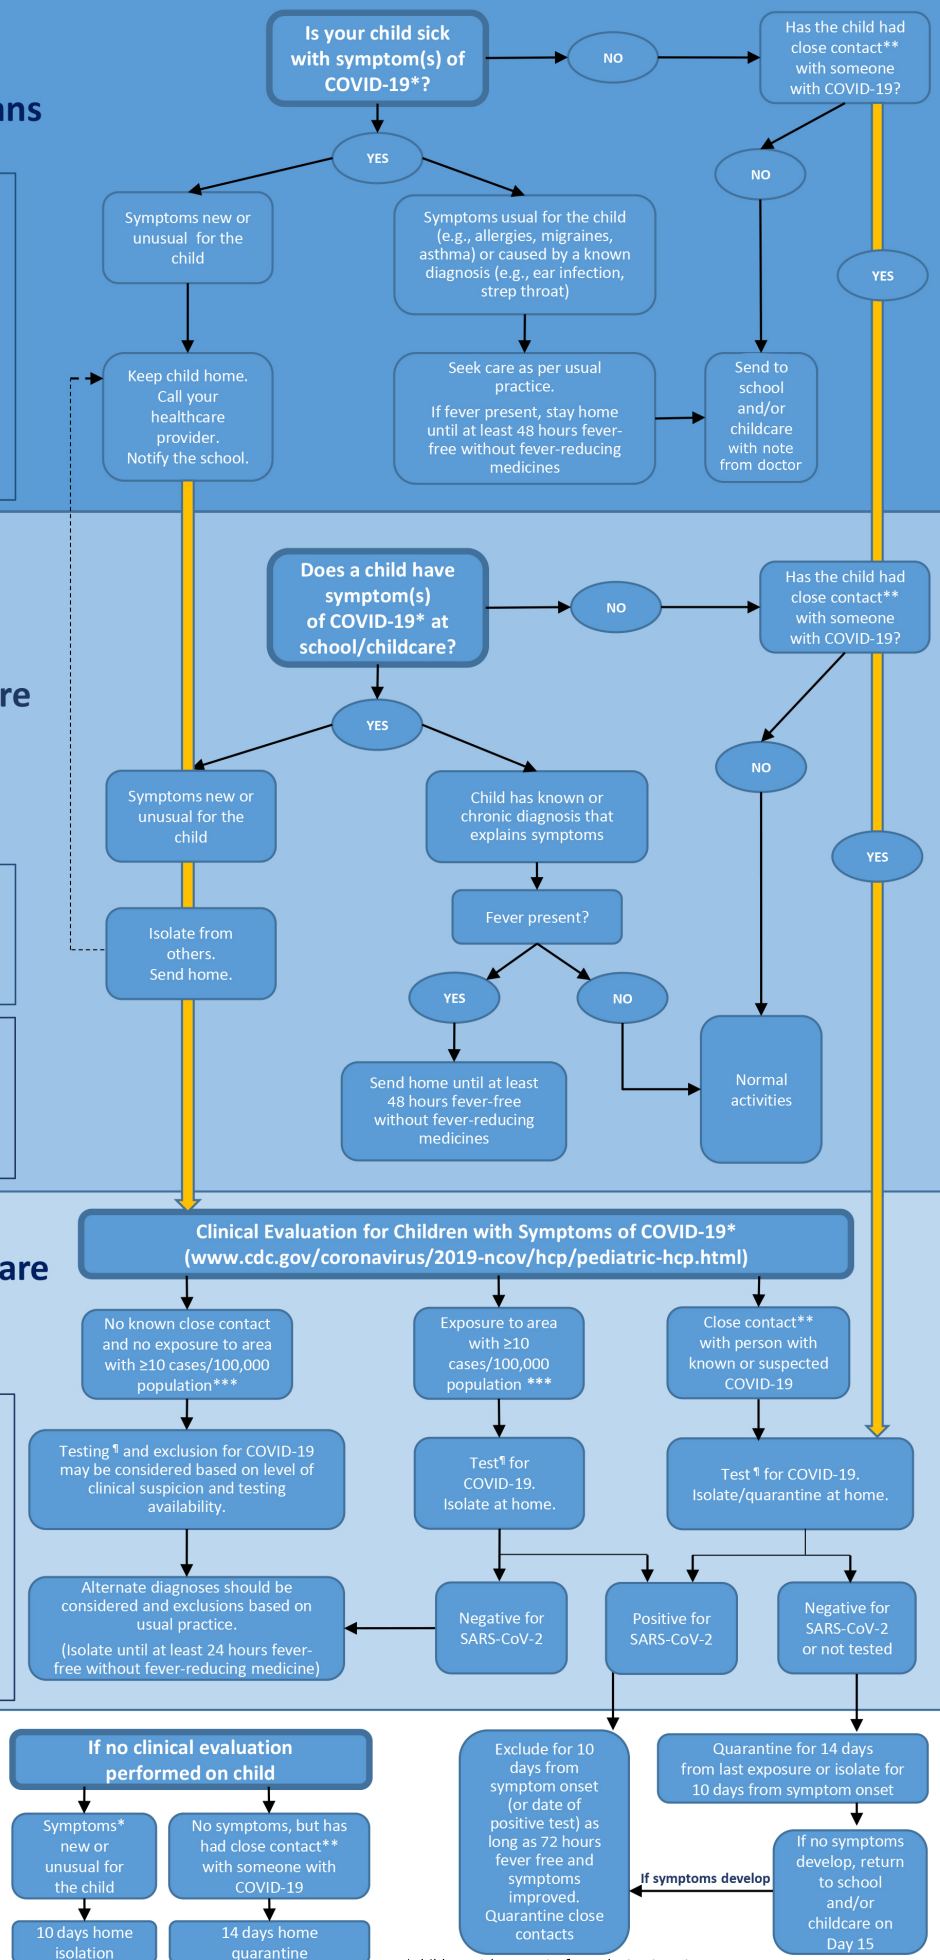 Is your child sick
with symptom(s) of
COVID-19*?
NO
Has the child had
close contact**
with someone
with COVID-19?
ans
YES
NO
Symptoms new or
unusual for the
child
Symptoms usual for the child
(e.g., allergies, migraines,
asthma) or caused by a known
diagnosis (e.g., ear infection,
strep throat)
YES
Keep child home.
Call your
healthcare
provider.
Notify the school.
Seek care as per usual
practice.
If fever present, stay home
until at least 48 hours fever-
free without fever-reducing
medicines
Send to
school
and/or
childcare
with note
from doctor
Does a child have
symptom(s)
of COVID-19* at
school/childcare?
NO
Has the child had
close contact**
with someone
with COVID-19?
re
YES
NO
Symptoms new or
unusual for the
child
Child has known or
chronic diagnosis that
explains symptoms
YES
Fever present?
Isolate from
others.
Send home.
YES
NO
Send home until at least
48 hours fever-free
without fever-reducing
medicines
Normal
activities
Clinical Evaluation for Children with Symptoms of COVID-19*
(www.cdc.gov/coronavirus/2019-ncov/hcp/pediatric-hcp.html)
are
No known close contact
and no exposure to area
with ≥10 cases/100,000
population***
Exposure to area
with ≥10
cases/100,000
population ***
Close contact**
with person with
known or suspected
COVID-19
Testing ¶ and exclusion for COVID-19
may be considered based on level of
clinical suspicion and testing
availability.
Test¶ for
COVID-19.
Isolate at home.
Test ¶ for COVID-19.
Isolate/quarantine at home.
Alternate diagnoses should be
considered and exclusions based on
usual practice.
(Isolate until at least 24 hours fever-
free without fever-reducing medicine)
Negative for
SARS-CoV-2
Positive for
SARS-CoV-2
Negative for
SARS-CoV-2
or not tested
If no clinical evaluation
performed on child
Exclude for 10
days from
symptom onset
(or date of
positive test) as
long as 72 hours
fever free and
symptoms
improved.
Quarantine close
contacts
Quarantine for 14 days
from last exposure or isolate for
10 days from symptom onset
Symptoms*
new or
unusual for
the child
No symptoms, but has
had close contact**
with someone with
COVID-19
If symptoms develop
If no symptoms
develop, return
to school
and/or
childcare on
Day 15
10 days home
isolation
14 days home
quarantine